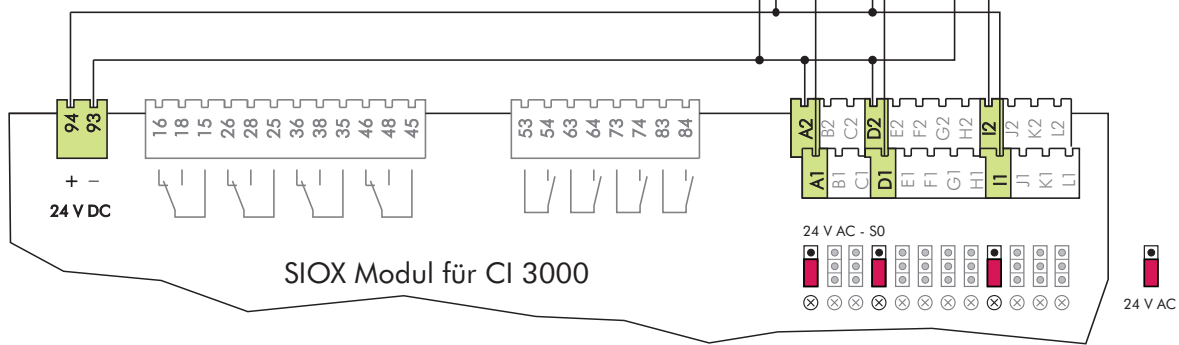 94 93
16 18 15 26 28 25 36 38 35 46 48 45
53 54 63 64 73 74 83 84
A2 B2 C2 D2 E2 F2 G2 H2 I2 J2 K2 L2
A1 B1 C1 D1 E1 F1 G1 H1 I1 J1 K1 L1
+ –
24 V DC
24 V AC - S0
SIOX Modul für CI 3000
24 V AC